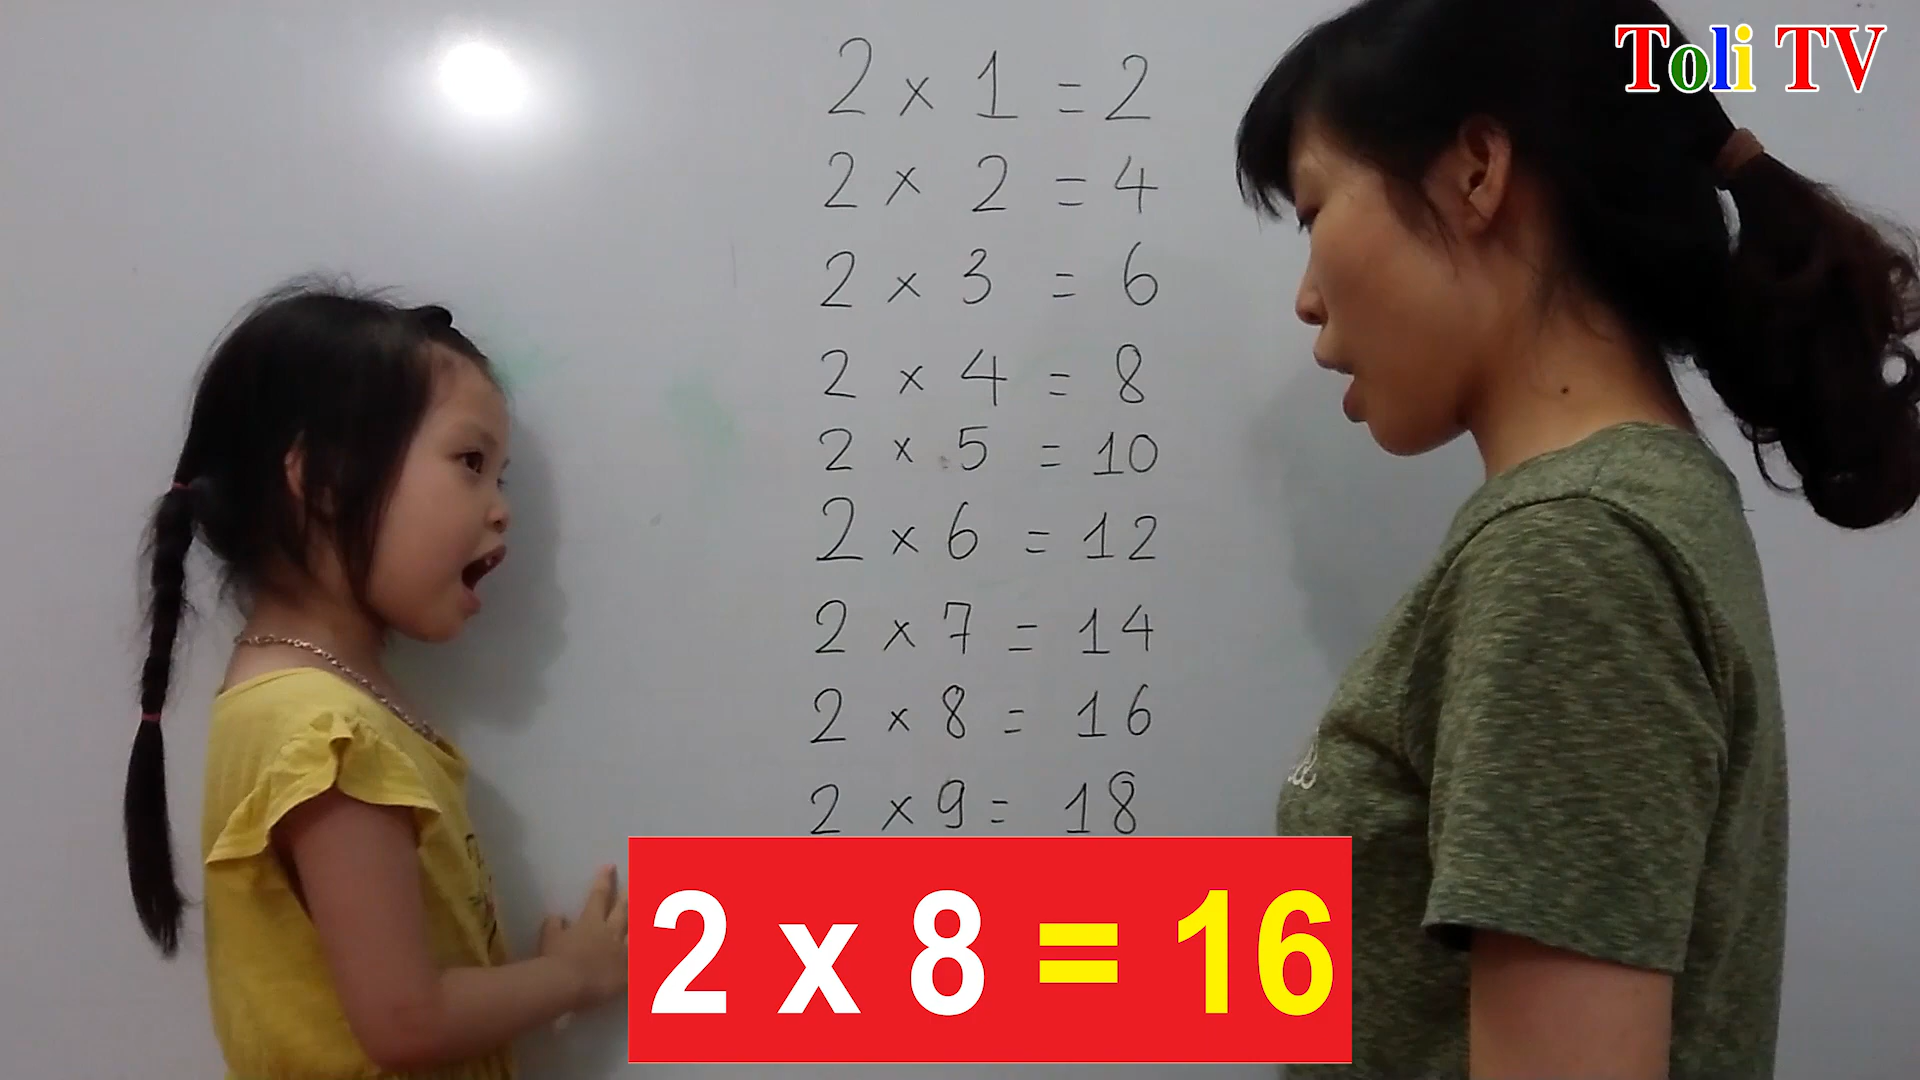 Toli TV
2 x 1 = 2
2 x 2 = 4
2 x 3 = 6
2 x 4 = 8
2 x 5 = 10
2 x 6 = 12
2 x 7 = 14
2 x 8 = 16
2 x 9 = 18
2 x 8 = 16